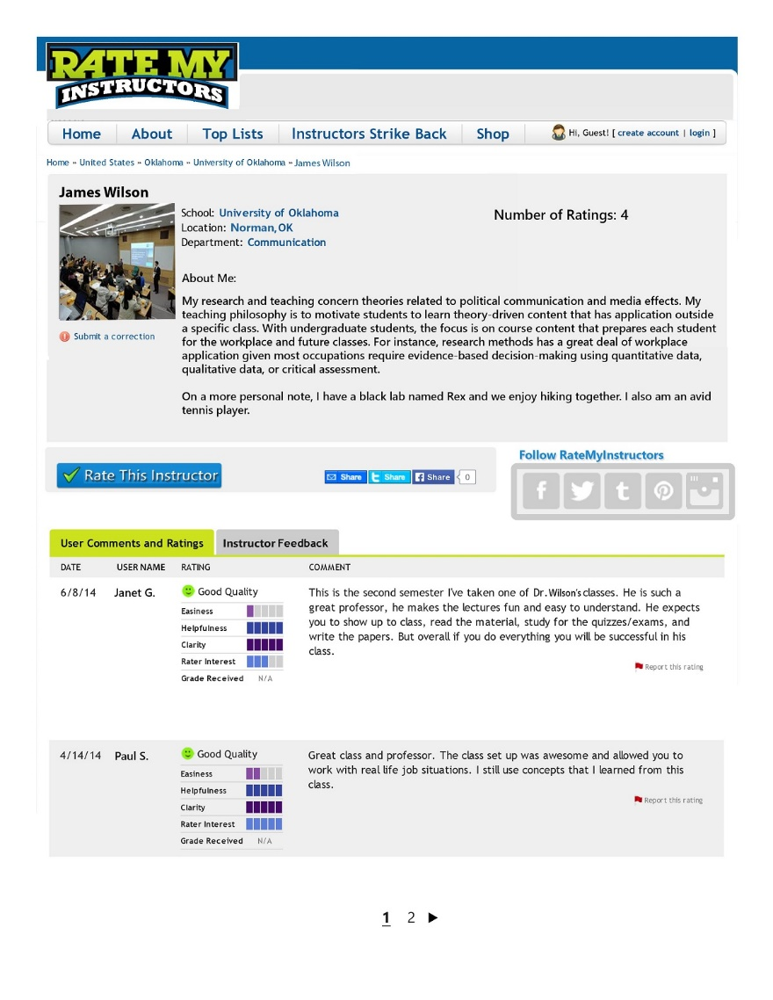 RATE MY
INSTRUCTORS
Home About Top Lists Instructors Strike Back Shop Hi, Guest! [ create account | login ]
Home » United States » Oklahoma » University of Oklahoma » James Wilson
James Wilson
School: University of Oklahoma
Number of Ratings: 4
Location: Norman,OK
Department: Communication
About Me:
My research and teaching concern theories related to political communication and media effects. My
teaching philosophy is to motivate students to learn theory-driven content that has application outside
a specific class. With undergraduate students, the focus is on course content that prepares each student
for the workplace and future classes. For instance, research methods has a great deal of workplace
application given most occupations require evidence-based decision-making using quantitative data,
qualitative data, or critical assessment.
Submit a correction
On a more personal note, I have a black lab named Rex and we enjoy hiking together. I also am an avid
tennis player.
Follow RateMyInstructors
Rate This Instructor
Share Share Share 0
User Comments and Ratings Instructor Feedback
DATE USER NAME RATING COMMENT
6/8/14 Janet G. Good Quality
Easiness
Helpfulness
Clarity
Rater Interest
Grade Received N/A
This is the second semester I've taken one of Dr.Wilson's classes. He is such a
great professor, he makes the lectures fun and easy to understand. He expects
you to show up to class, read the material, study for the quizzes/exams, and
write the papers. But overall if you do everything you will be successful in his
class.
Report this rating
4/14/14 Paul S. Good Quality
Easiness
Helpfulness
Clarity
Rater Interest
Grade Received N/A
Great class and professor. The class set up was awesome and allowed you to
work with real life job situations. I still use concepts that I learned from this
class.
Report this rating
1 2